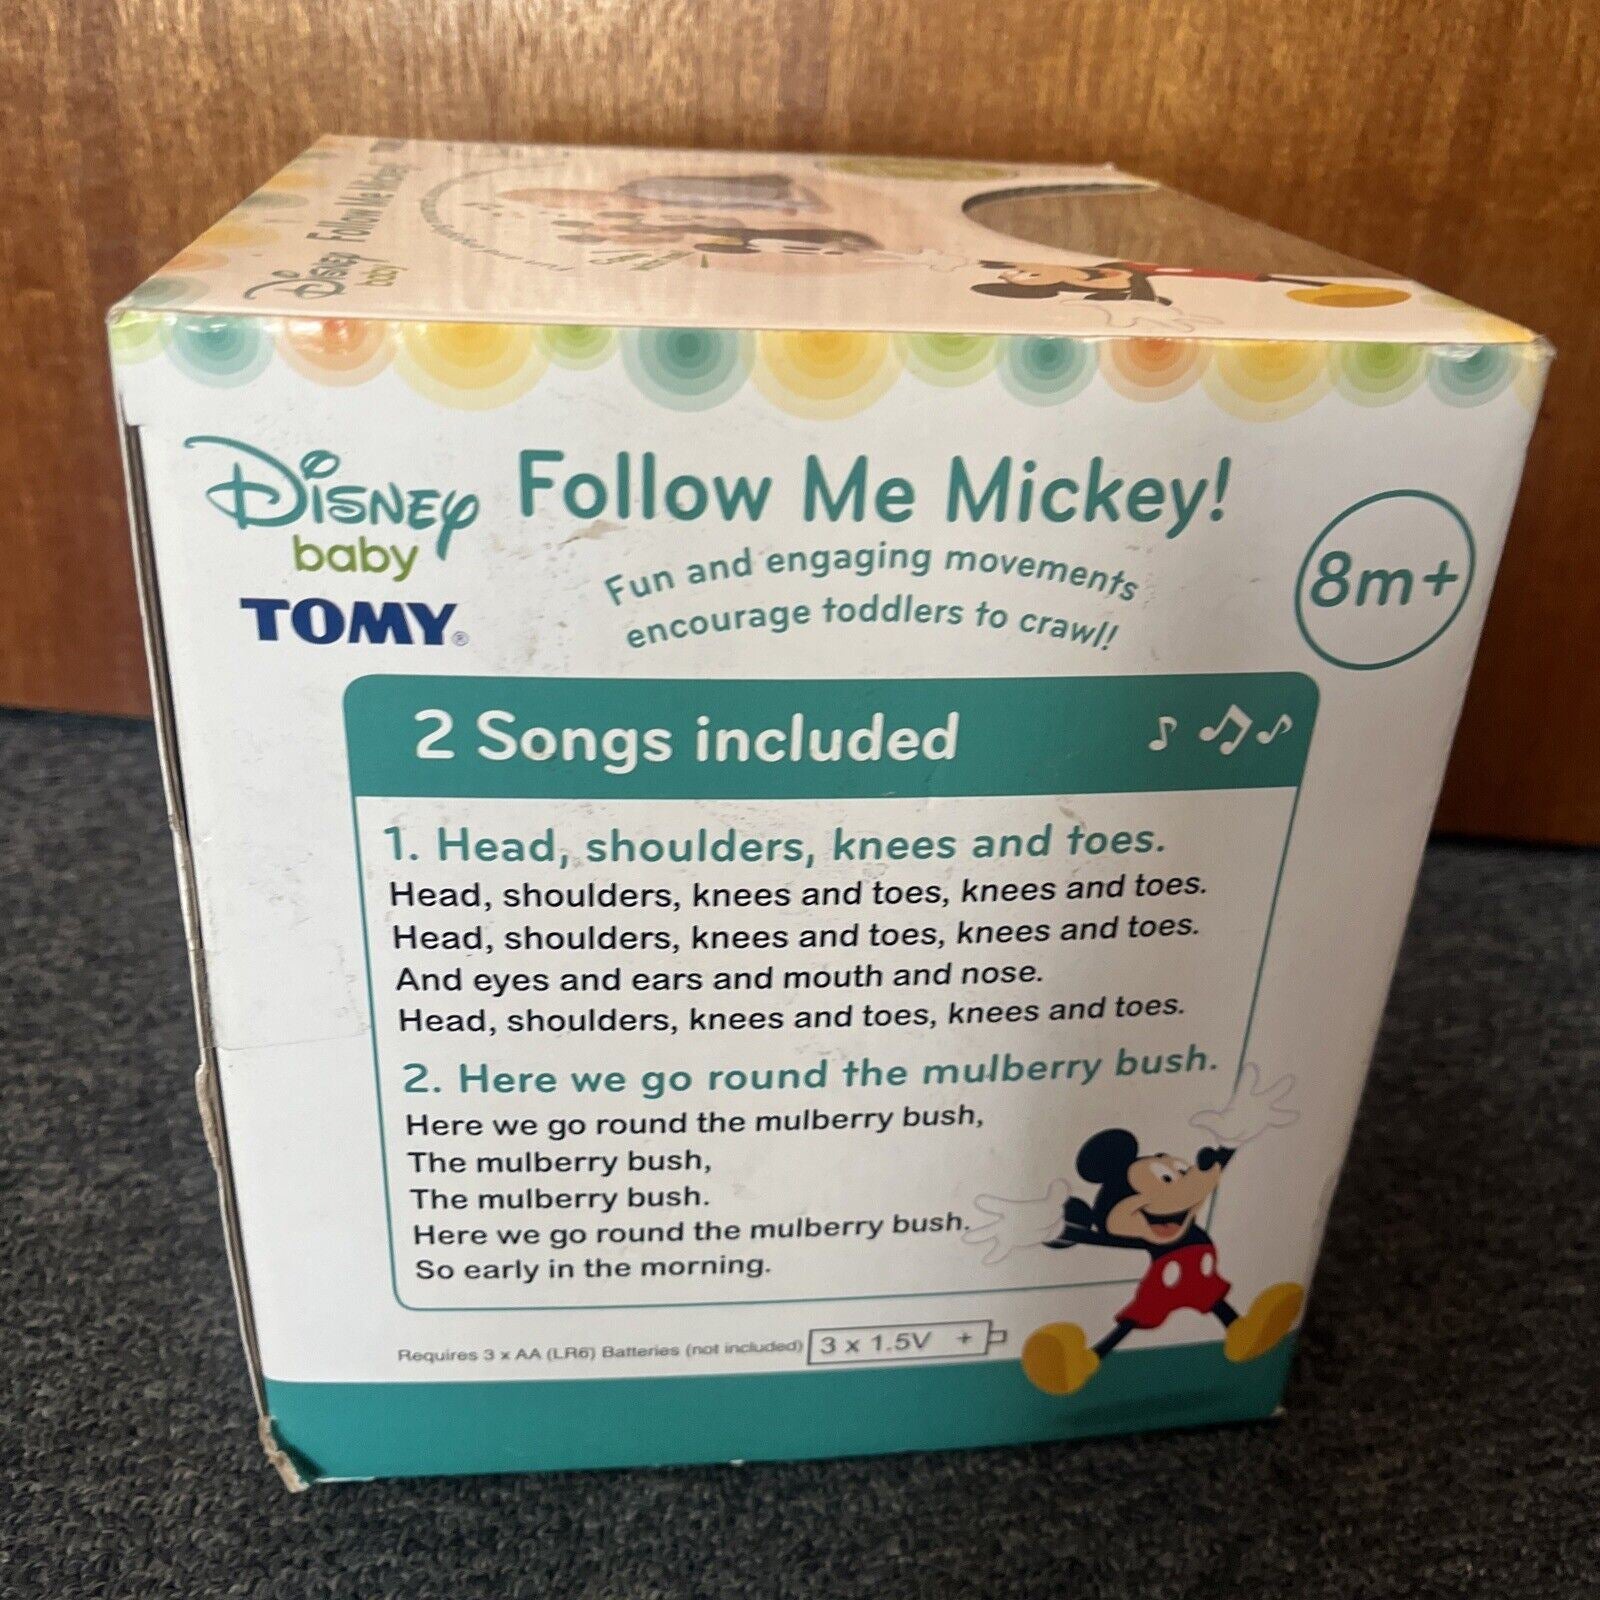 Disney baby Follow Me Mickey
Disney
baby
TOMY®
Follow Me Mickey!
Fun and engaging movements
encourage toddlers to crawl!
8m+
2 Songs included
1. Head, shoulders, knees and toes.
Head, shoulders, knees and toes, knees and toes.
Head, shoulders, knees and toes, knees and toes.
And eyes and ears and mouth and nose.
Head, shoulders, knees and toes, knees and toes.
2. Here we go round the mulberry bush.
Here we go round the mulberry bush,
The mulberry bush,
The mulberry bush.
Here we go round the mulberry bush.
So early in the morning.
Requires 3 x AA (LR6) Batteries (not included) 3 x 1.5V +